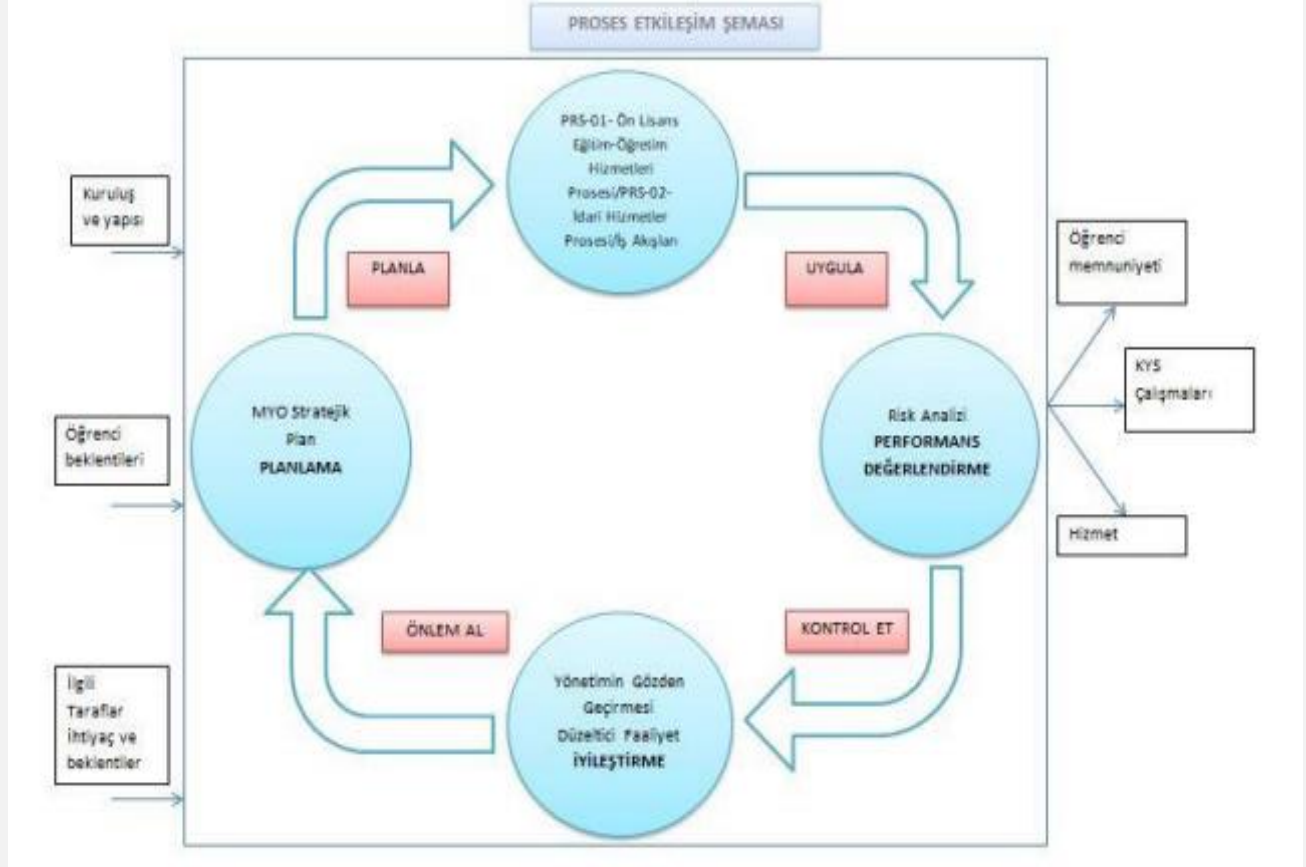 PROSES ETKİLEŞİM ŞEMASI
PRS-01- Ön Lisans
Eğitim-Öğretim
Hizmetleri
Prosesi/PRS-02-
İdari Hizmetler
Prosesi/İş Akışları
Kuruluş
ve yapısı
PLANLA
UYGULA
Öğrenci
memnuniyeti
KYS
Çalışmaları
Hizmet
MYO Stratejik
Plan
PLANLAMA
Risk Analizi
PERFORMANS
DEĞERLENDİRME
Öğrenci
beklentileri
ÖNLEM AL
KONTROL ET
Yönetimin Gözden
Geçirmesi
Düzeltici Faaliyet
İYİLEŞTİRME
İlgili
Taraflar
ihtiyaç ve
beklentiler